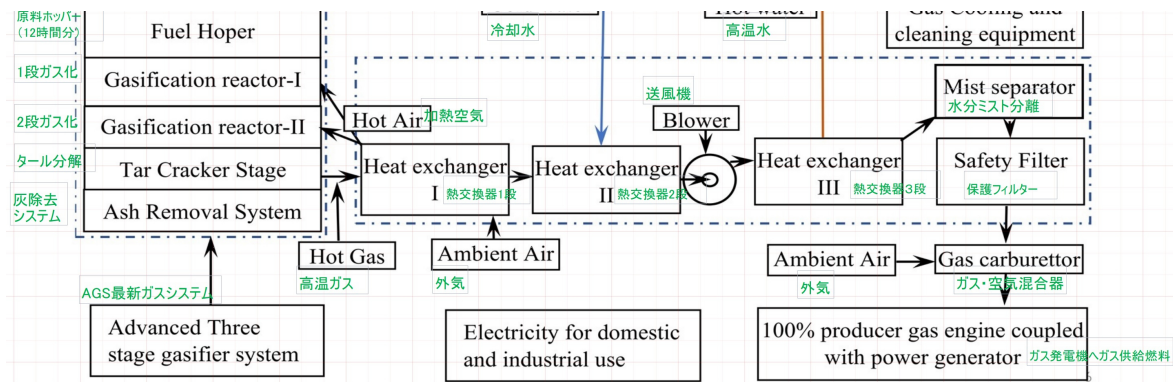 原料ホッパー
(12時間分)
Fuel Hoper
冷却水
Hot water
高温水
Gas Cooling and
cleaning equipment
1段ガス化
Gasification reactor-I
2段ガス化
Gasification reactor-II
タール分解
Tar Cracker Stage
灰除去
システム
Ash Removal System
Hot Air
加熱空気
Heat exchanger
I
熱交換器1段
Heat exchanger
II
熱交換器2段
送風機
Blower
Heat exchanger
III
熱交換器3段
Mist separator
水分ミスト分離
Safety Filter
保護フィルター
Hot Gas
高温ガス
Ambient Air
外気
Ambient Air
外気
Gas carburettor
ガス・空気混合器
AGS最新ガスシステム
Advanced Three
stage gasifier system
Electricity for domestic
and industrial use
100% producer gas engine coupled
with power generator
ガス発電機へガス供給燃料